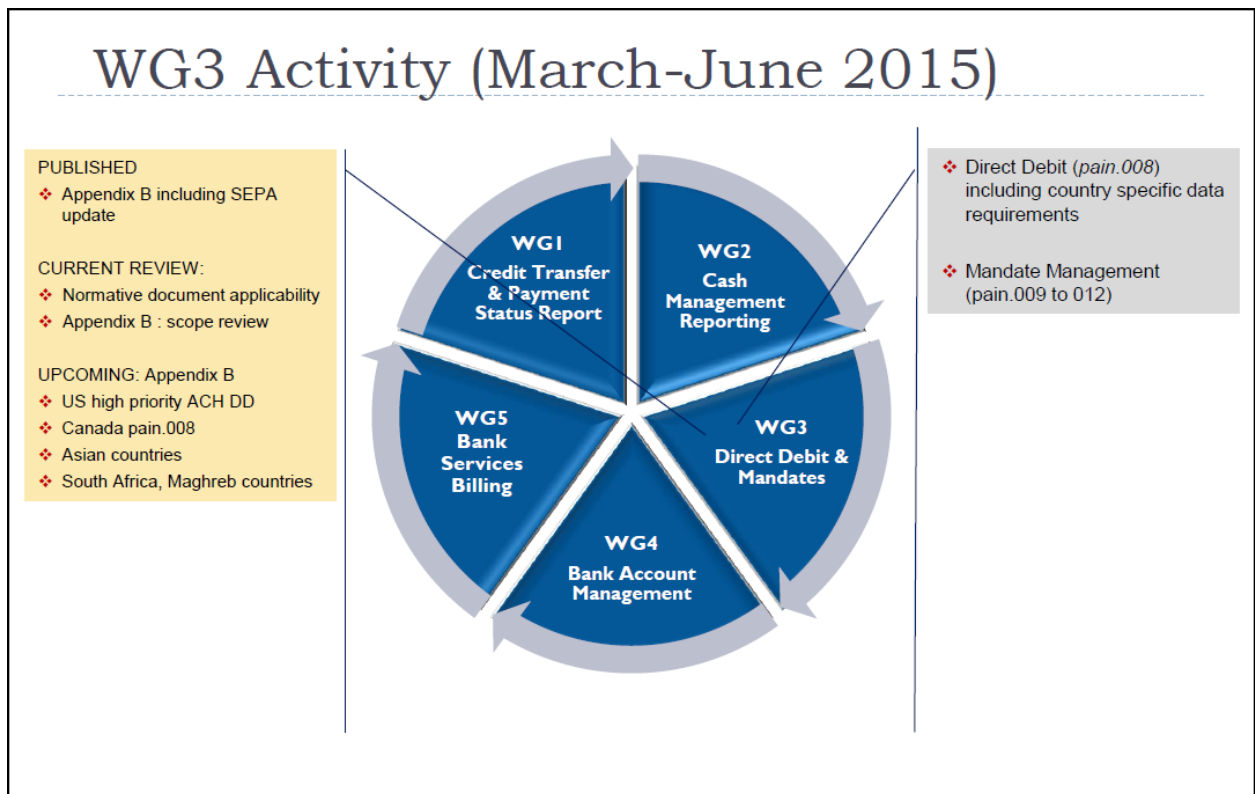 WG3 Activity (March-June 2015)
PUBLISHED
❖ Appendix B including SEPA
update
CURRENT REVIEW:
❖ Normative document applicability
❖ Appendix B : scope review
UPCOMING: Appendix B
❖ US high priority ACH DD
❖ Canada pain.008
❖ Asian countries
❖ South Africa, Maghreb countries
WG1
Credit Transfer
& Payment
Status Report
WG2
Cash
Management
Reporting
WG3
Direct Debit &
Mandates
WG4
Bank Account
Management
WG5
Bank
Services
Billing
❖ Direct Debit (pain.008)
including country specific data
requirements
❖ Mandate Management
(pain.009 to 012)